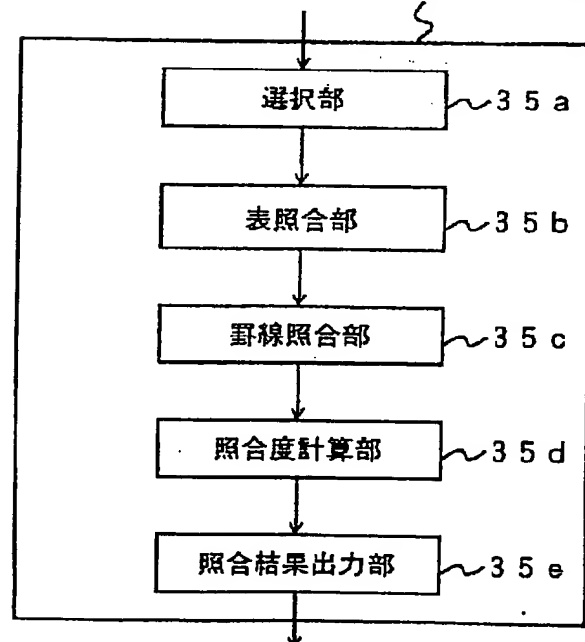 選択部 35a
表照合部 35b
罫線照合部 35c
照合度計算部 35d
照合結果出力部 35e